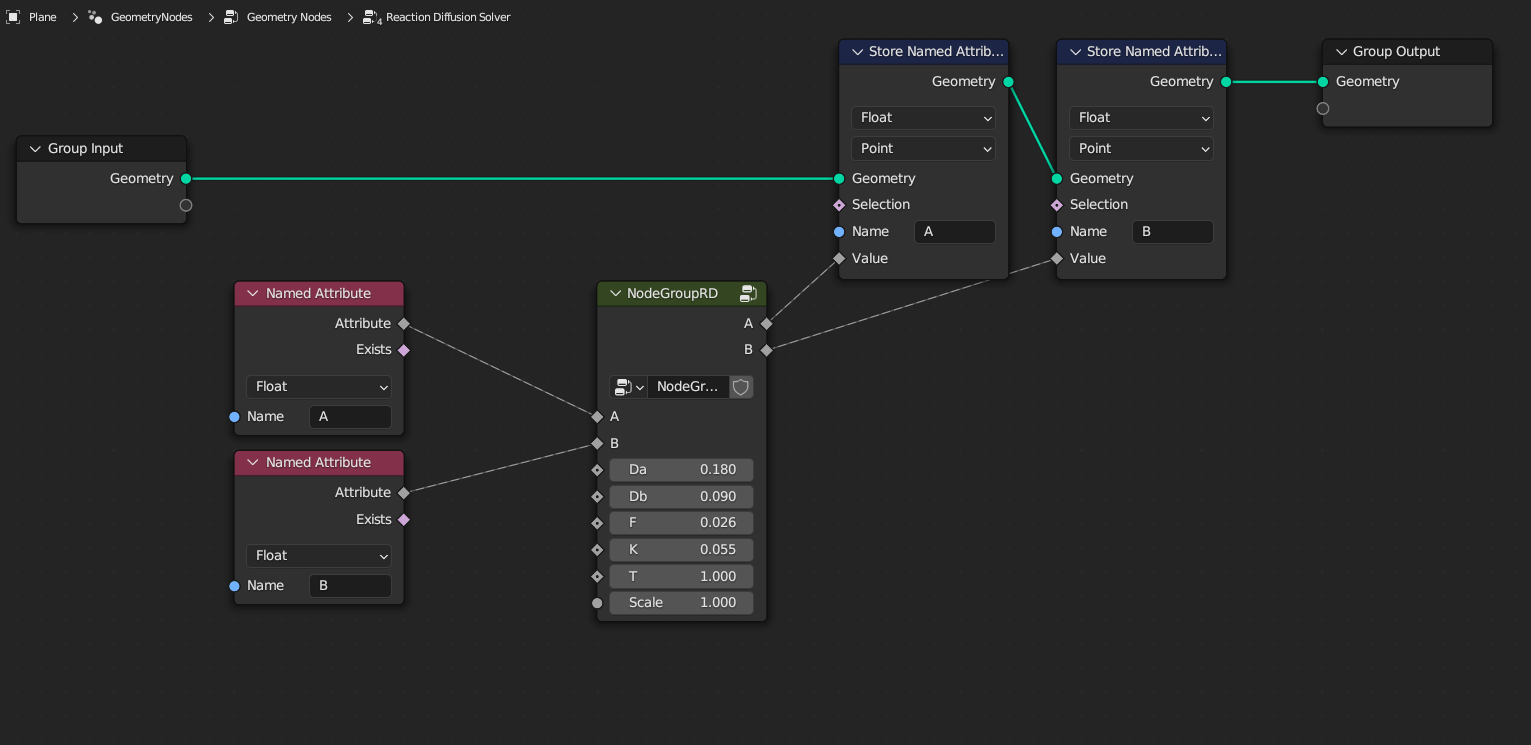 Plane
GeometryNodes
Geometry Nodes
4
Reaction Diffusion Solver
Group Input
Geometry
Named Attribute
Attribute
Exists
Float
Name A
Named Attribute
Attribute
Exists
Float
Name B
NodeGroupRD
A
B
NodeGr...
A
B
Da 0.180
Db 0.090
F 0.026
K 0.055
T 1.000
Scale 1.000
Store Named Attrib...
Geometry
Float
Point
Geometry
Selection
Name A
Value
Store Named Attrib...
Geometry
Float
Point
Geometry
Selection
Name B
Value
Group Output
Geometry